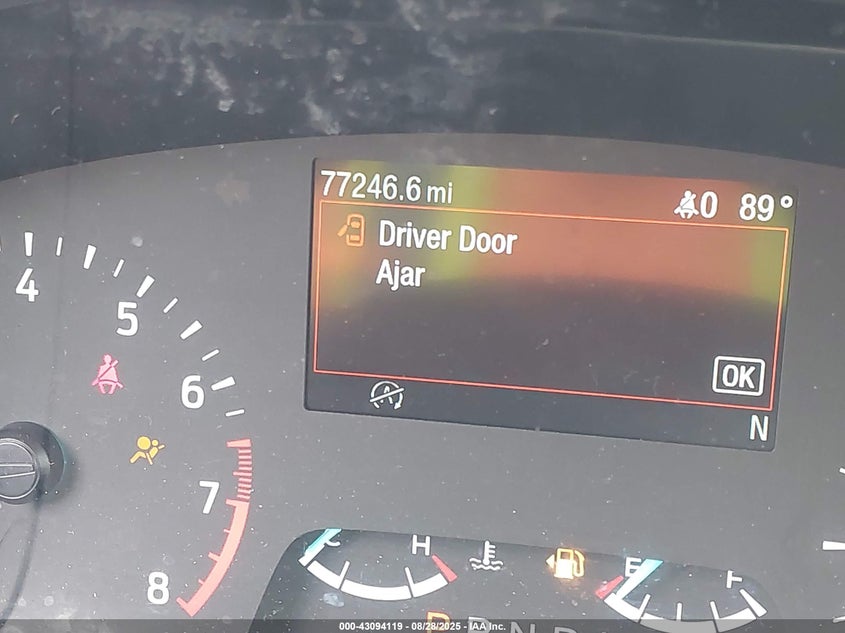 77246.6 mi
0 89°
Driver Door
Ajar
OK
N
4
5
6
7
8
C H
E F
000-43094119 - 08/28/2025 - IAA Inc.